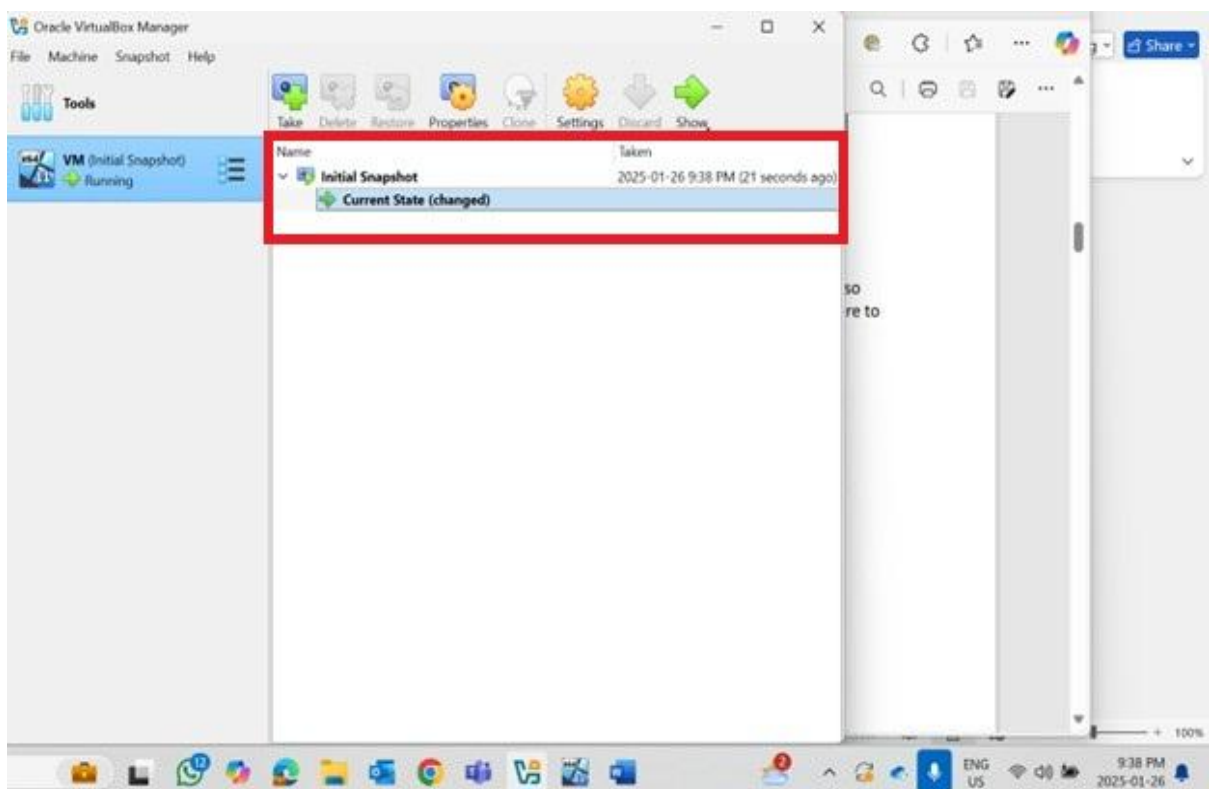 Oracle VirtualBox Manager
File Machine Snapshot Help
Share
Tools
Take Delete Restore Properties Clone Settings Discard Show
VM (Initial Snapshot)
Running
Name Taken
Initial Snapshot 2025-01-26 9:38 PM (21 seconds ago)
Current State (changed)
so
re to
100%
12
2
ENG
US
9:38 PM
2025-01-26